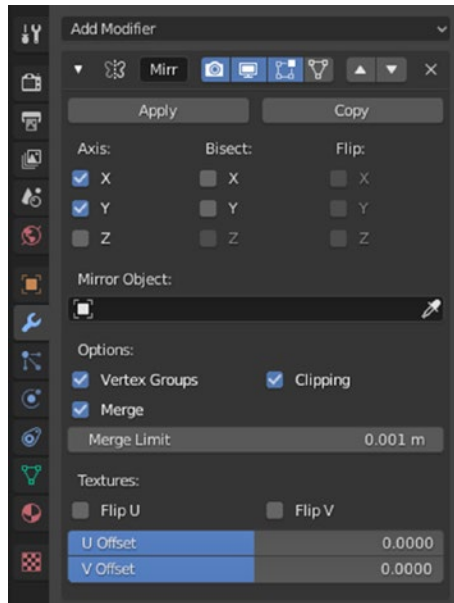 Add Modifier
Mirr
Apply Copy
Axis: Bisect: Flip:
X X X
Y Y Y
Z Z Z
Mirror Object:
Options:
Vertex Groups Clipping
Merge
Merge Limit 0.001 m
Textures:
Flip U Flip V
U Offset 0.0000
V Offset 0.0000